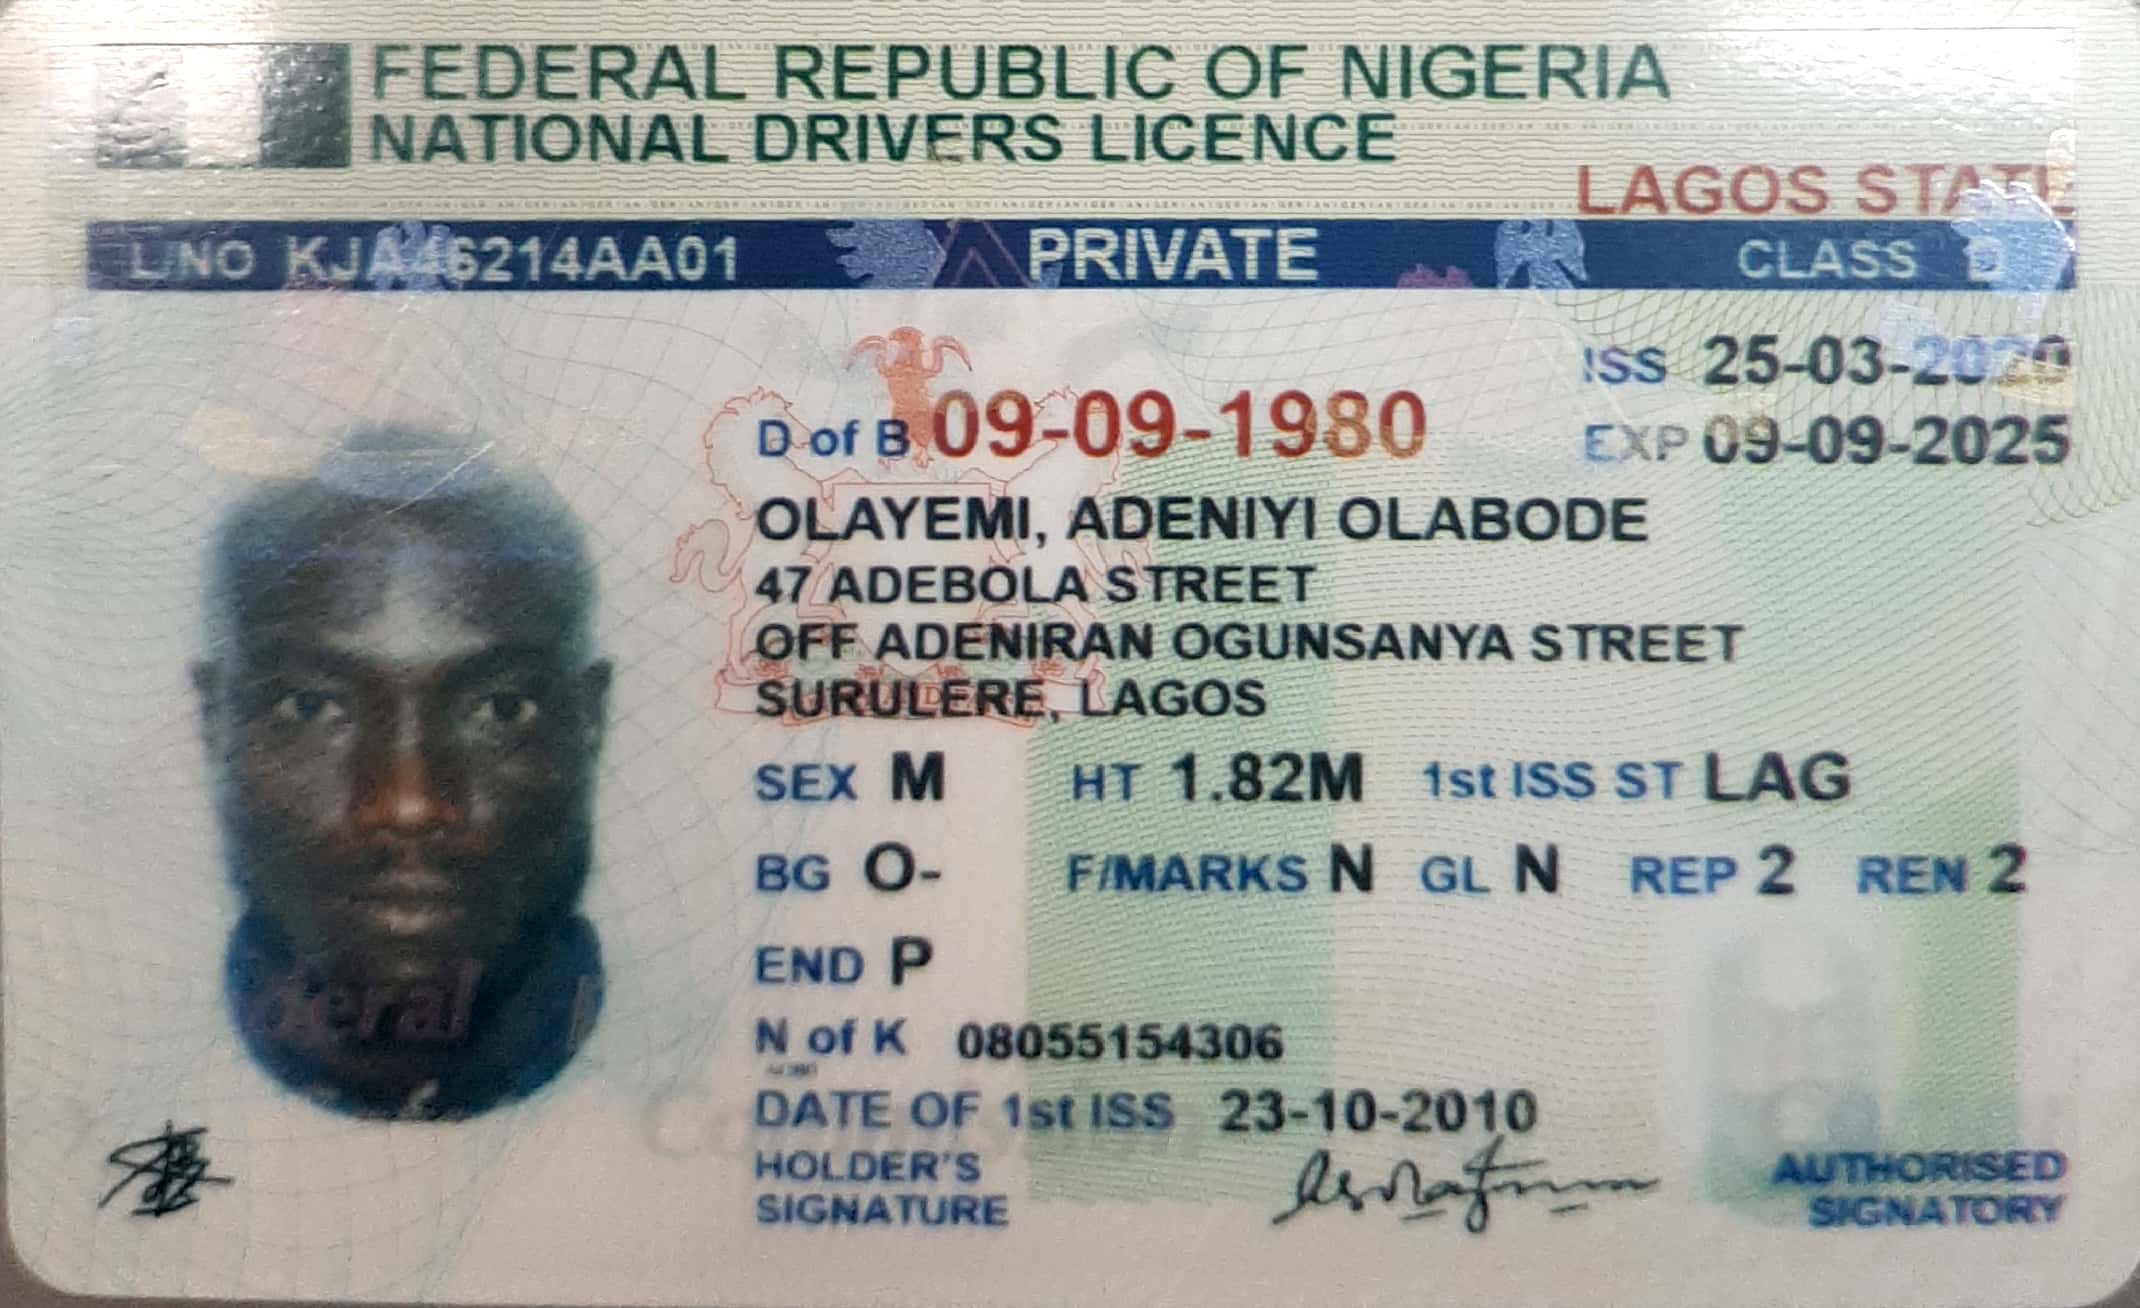 FEDERAL REPUBLIC OF NIGERIA
NATIONAL DRIVERS LICENCE
LAGOS STATE
L/NO KJA46214AA01 PRIVATE CLASS B
ISS 25-03-2020
D of B 09-09-1980 EXP 09-09-2025
OLAYEMI, ADENIYI OLABODE
47 ADEBOLA STREET
OFF ADENIRAN OGUNSANYA STREET
SURULERE, LAGOS
SEX M HT 1.82M 1st ISS ST LAG
BG O- F/MARKS N GL N REP 2 REN 2
END P
N of K 08055154306
DATE OF 1st ISS 23-10-2010
HOLDER'S
SIGNATURE
AUTHORISED
SIGNATORY